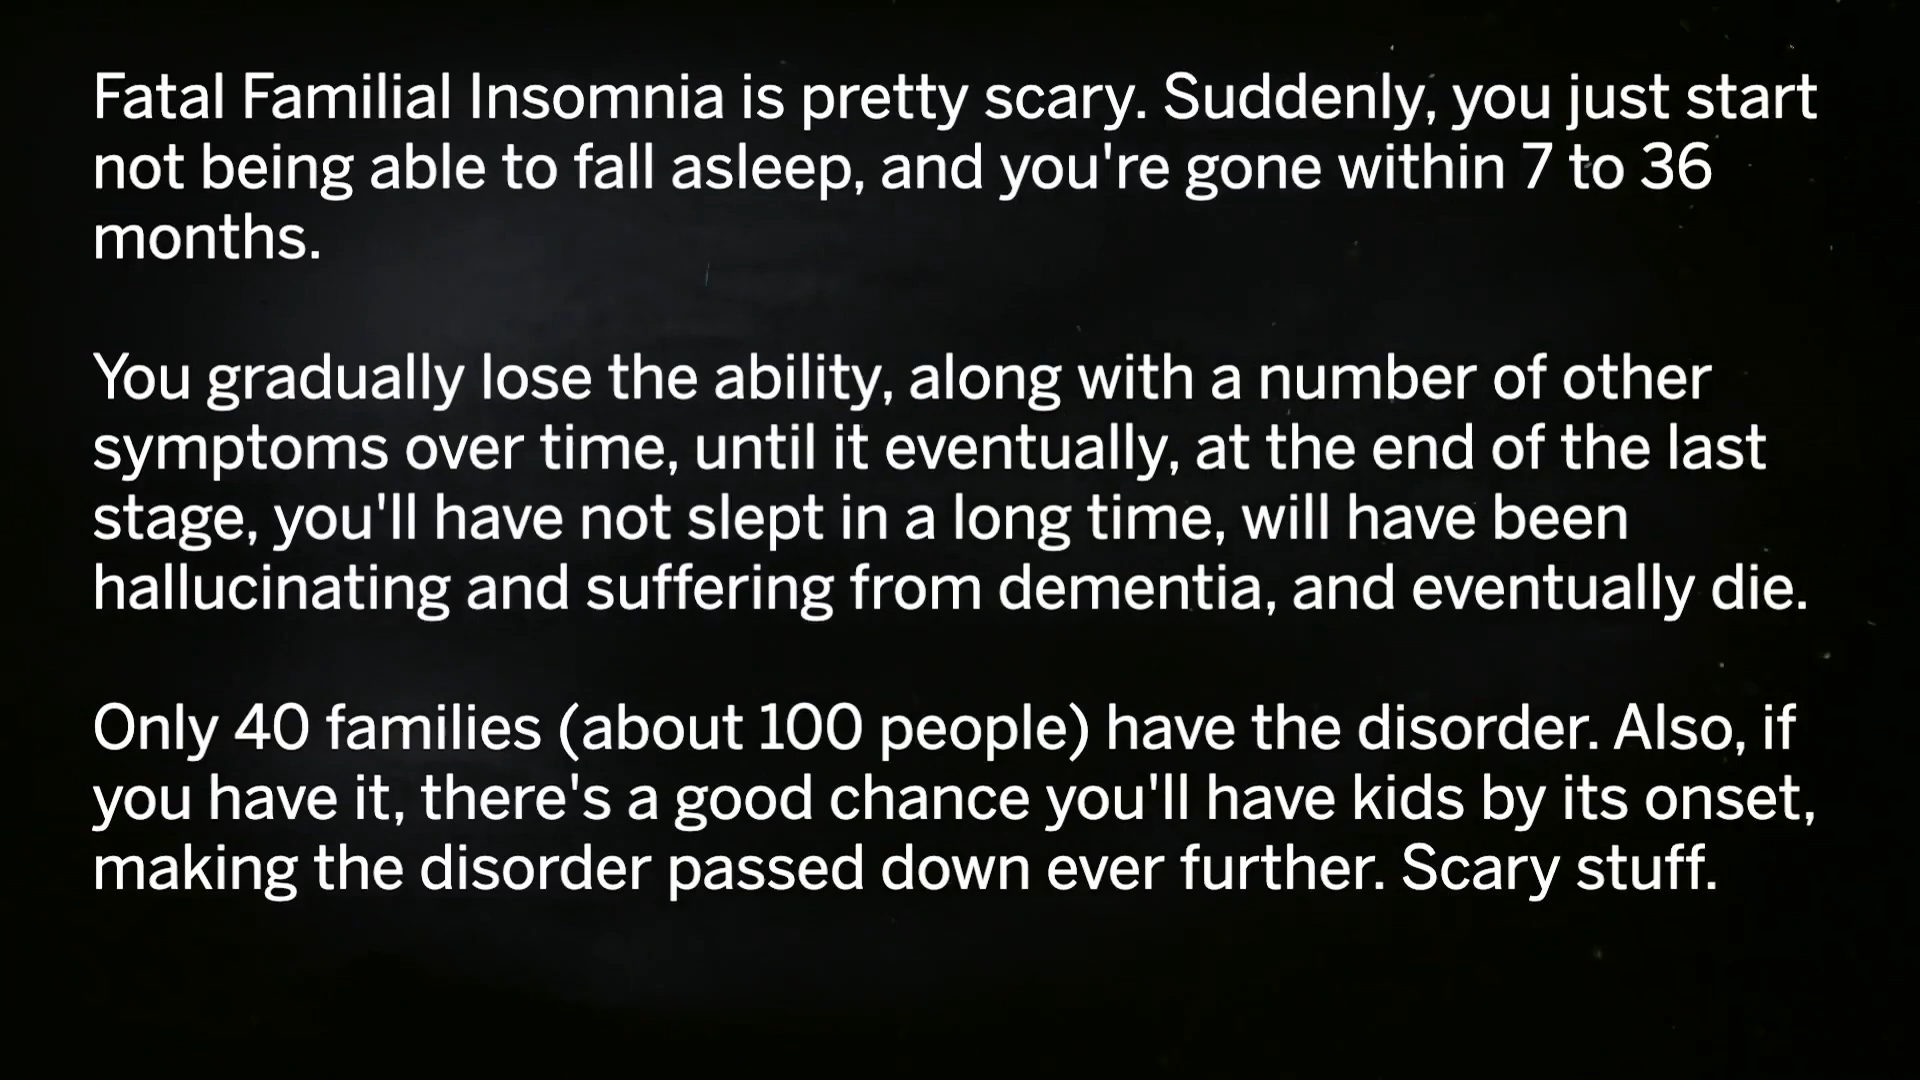 Fatal Familial Insomnia is pretty scary. Suddenly, you just start
not being able to fall asleep, and you're gone within 7 to 36
months.
You gradually lose the ability, along with a number of other
symptoms over time, until it eventually, at the end of the last
stage, you'll have not slept in a long time, will have been
hallucinating and suffering from dementia, and eventually die.
Only 40 families (about 100 people) have the disorder. Also, if
you have it, there's a good chance you'll have kids by its onset,
making the disorder passed down ever further. Scary stuff.